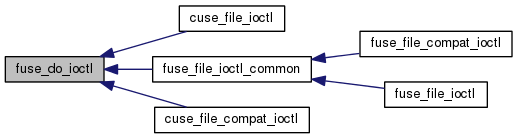 cuse_file_ioctl
fuse_file_compat_ioctl
fuse_do_ioctl
fuse_file_ioctl_common
fuse_file_ioctl
cuse_file_compat_ioctl